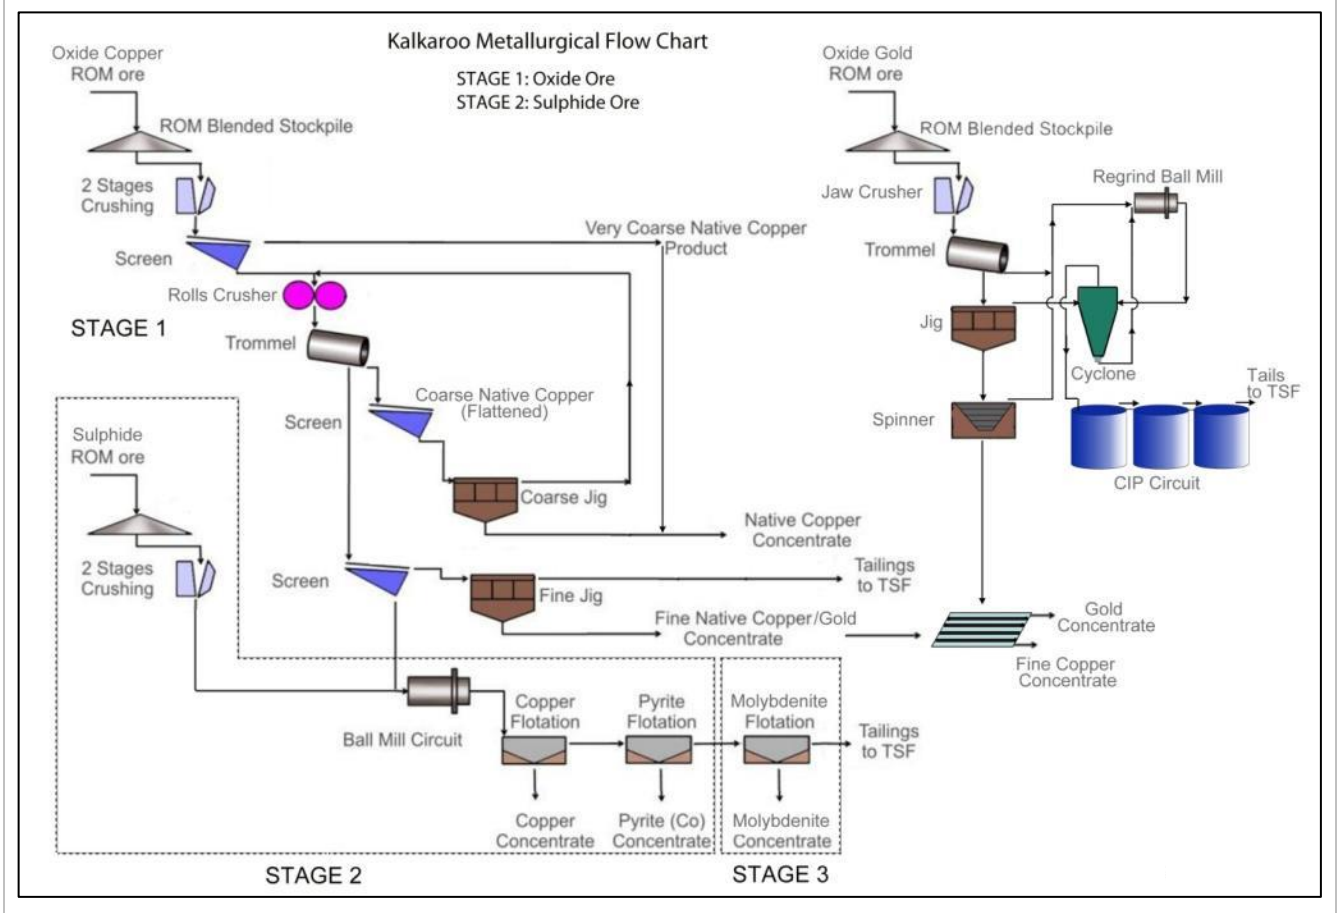 Kalkaroo Metallurgical Flow Chart
STAGE 1: Oxide Ore
STAGE 2: Sulphide Ore
Oxide Copper
ROM ore
ROM Blended Stockpile
2 Stages
Crushing
Screen
Very Coarse Native Copper
Product
Rolls Crusher
STAGE 1
Trommel
Coarse Native Copper
(Flattened)
Screen
Coarse Jig
Native Copper
Concentrate
Screen
Fine Jig
Tailings
to TSF
Fine Native Copper/Gold
Concentrate
Oxide Gold
ROM ore
ROM Blended Stockpile
Jaw Crusher
Regrind Ball Mill
Trommel
Jig
Cyclone
Spinner
Tails
to TSF
CIP Circuit
Gold
Concentrate
Fine Copper
Concentrate
Sulphide
ROM ore
2 Stages
Crushing
Ball Mill Circuit
Copper
Flotation
Pyrite
Flotation
Molybdenite
Flotation
Tailings
to TSF
Copper
Concentrate
Pyrite (Co)
Concentrate
Molybdenite
Concentrate
STAGE 2
STAGE 3